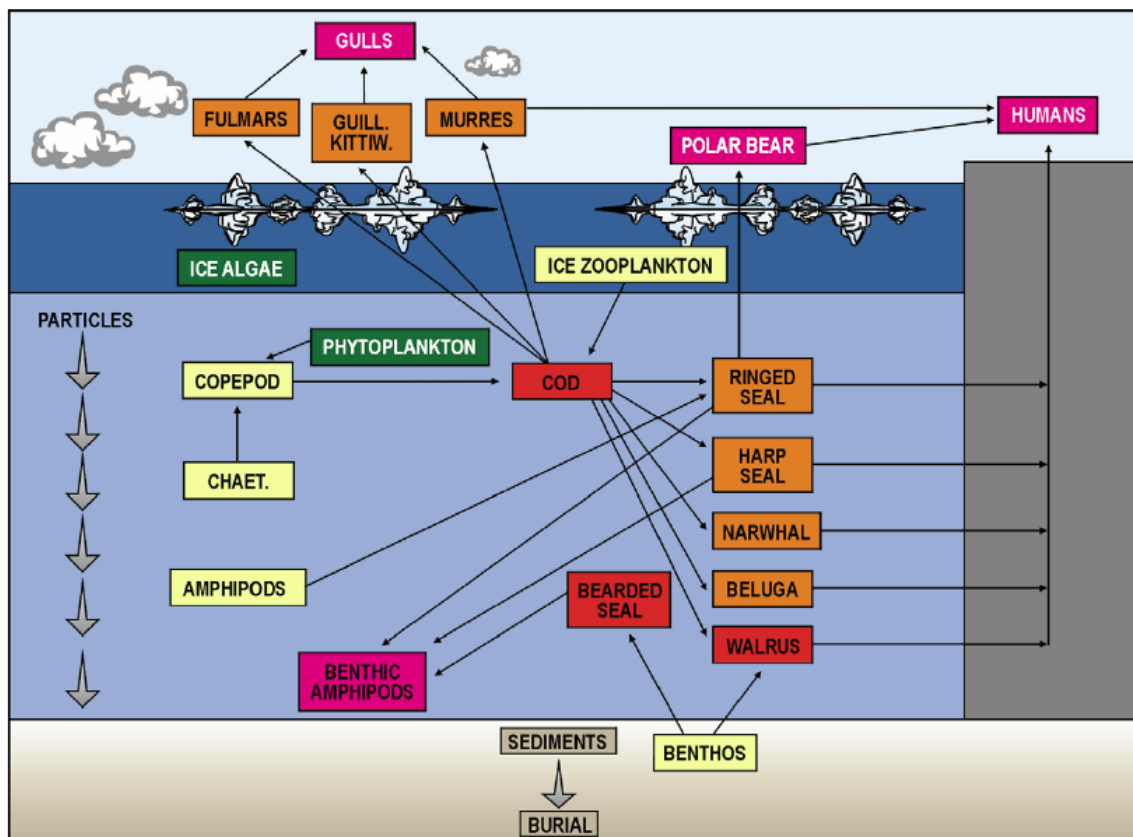 GULLS
FULMARS
GUILL.
KITTIW.
MURRES
HUMANS
POLAR BEAR
ICE ALGAE
ICE ZOOPLANKTON
PARTICLES
PHYTOPLANKTON
COPEPOD
COD
RINGED
SEAL
HARP
SEAL
CHAET.
NARWHAL
AMPHIPODS
BEARDED
SEAL
BELUGA
WALRUS
BENTHIC
AMPHIPODS
SEDIMENTS
BENTHOS
BURIAL